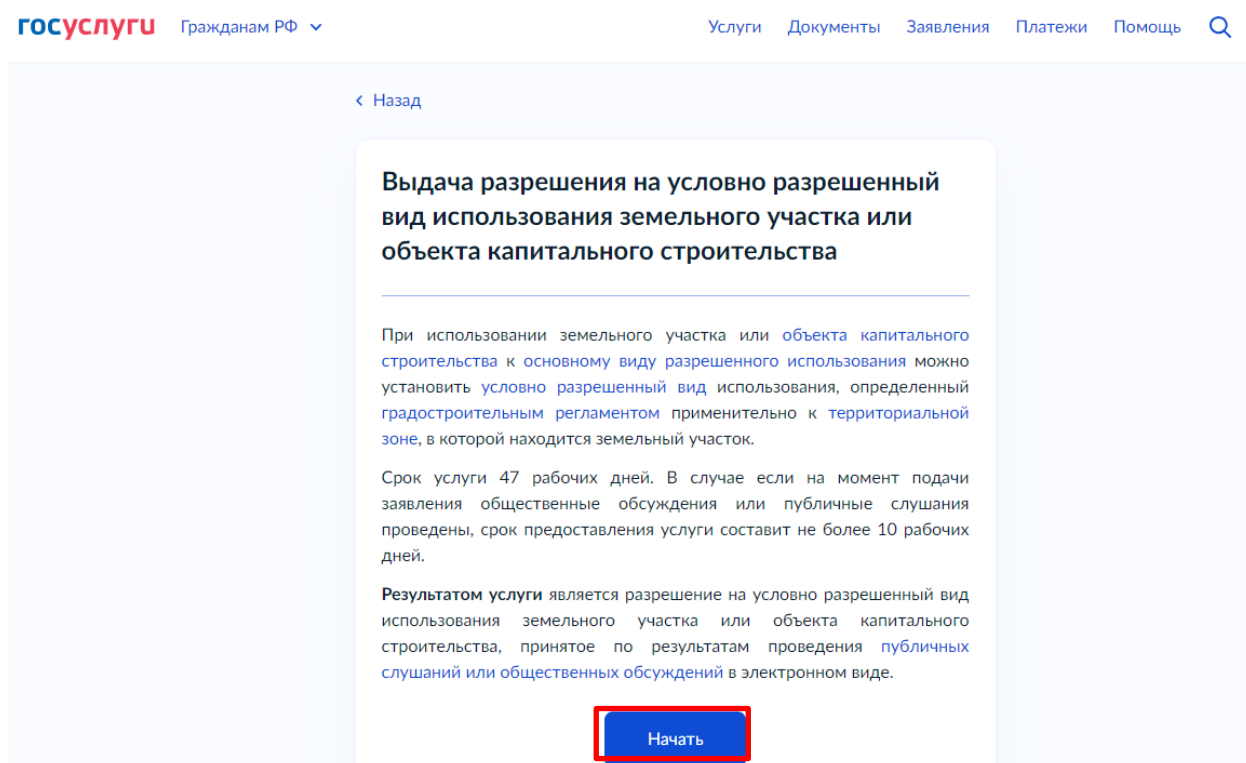 госуслуги Гражданам РФ Услуги Документы Заявления Платежи Помощь
Назад
Выдача разрешения на условно разрешенный
вид использования земельного участка или
объекта капитального строительства
При использовании земельного участка или объекта капитального
строительства к основному виду разрешенного использования можно
установить условно разрешенный вид использования, определенный
градостроительным регламентом применительно к территориальной
зоне, в которой находится земельный участок.
Срок услуги 47 рабочих дней. В случае если на момент подачи
заявления общественные обсуждения или публичные слушания
проведены, срок предоставления услуги составит не более 10 рабочих
дней.
Результатом услуги является разрешение на условно разрешенный вид
использования земельного участка или объекта капитального
строительства, принятое по результатам проведения публичных
слушаний или общественных обсуждений в электронном виде.
Начать